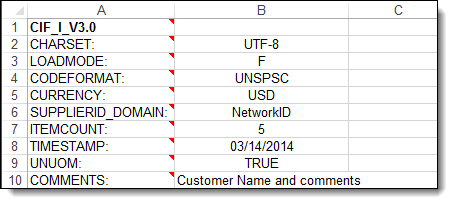 A B C
1 CIF_I_V3.0
2 CHARSET: UTF-8
3 LOADMODE: F
4 CODEFORMAT: UNSPSC
5 CURRENCY: USD
6 SUPPLIERID_DOMAIN: NetworkID
7 ITEMCOUNT: 5
8 TIMESTAMP: 03/14/2014
9 UNUOM: TRUE
10 COMMENTS: Customer Name and comments